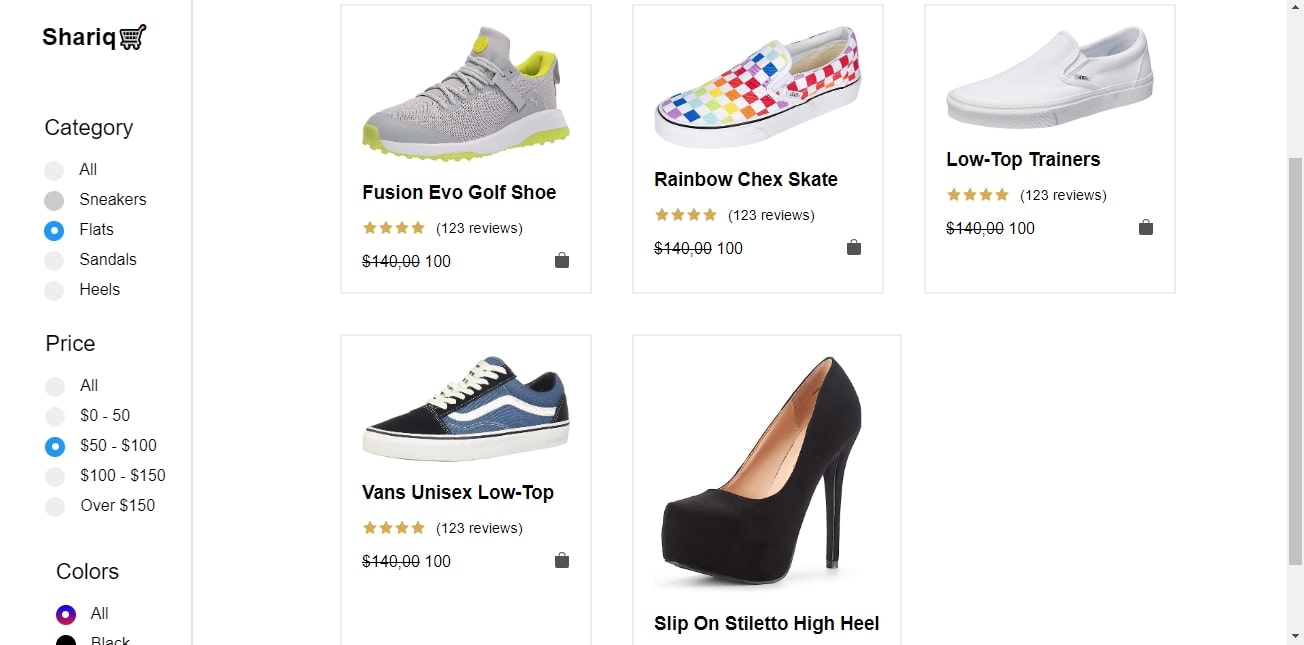 Shariq
Category
All
Sneakers
Flats
Sandals
Heels
Price
All
$0 - 50
$50 - $100
$100 - $150
Over $150
Colors
All
Black
Fusion Evo Golf Shoe
(123 reviews)
$140,00 100
Rainbow Chex Skate
(123 reviews)
$140,00 100
Low-Top Trainers
(123 reviews)
$140,00 100
Vans Unisex Low-Top
(123 reviews)
$140,00 100
Slip On Stiletto High Heel